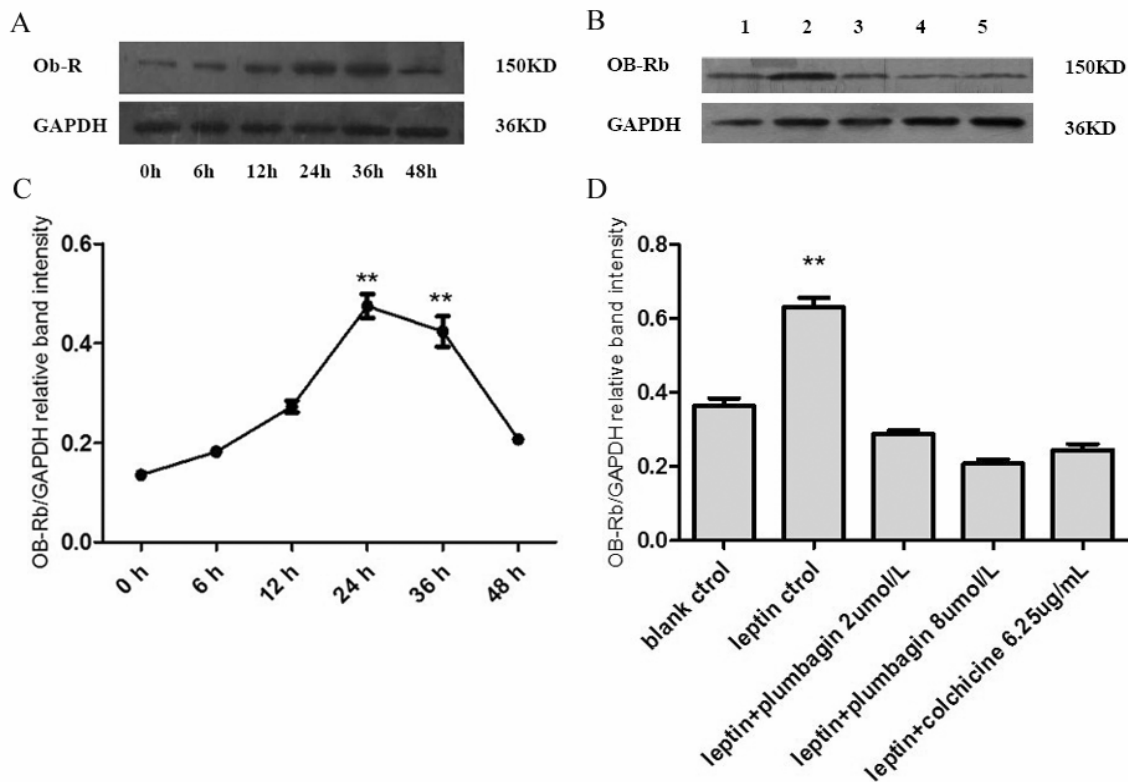 A
Ob-R
150KD
GAPDH
36KD
0h 6h 12h 24h 36h 48h
B
1 2 3 4 5
OB-Rb
150KD
GAPDH
36KD
C
OB-Rb/GAPDH relative band intensity
0.6
0.4
0.2
0.0
** **
0 h 6 h 12 h 24 h 36 h 48 h
D
OB-Rb/GAPDH relative band intensity
0.8
0.6
0.4
0.2
0.0
**
blank ctrol
leptin ctrol
leptin+plumbagin 2umol/L
leptin+plumbagin 8umol/L
leptin+colchicine 6.25ug/mL